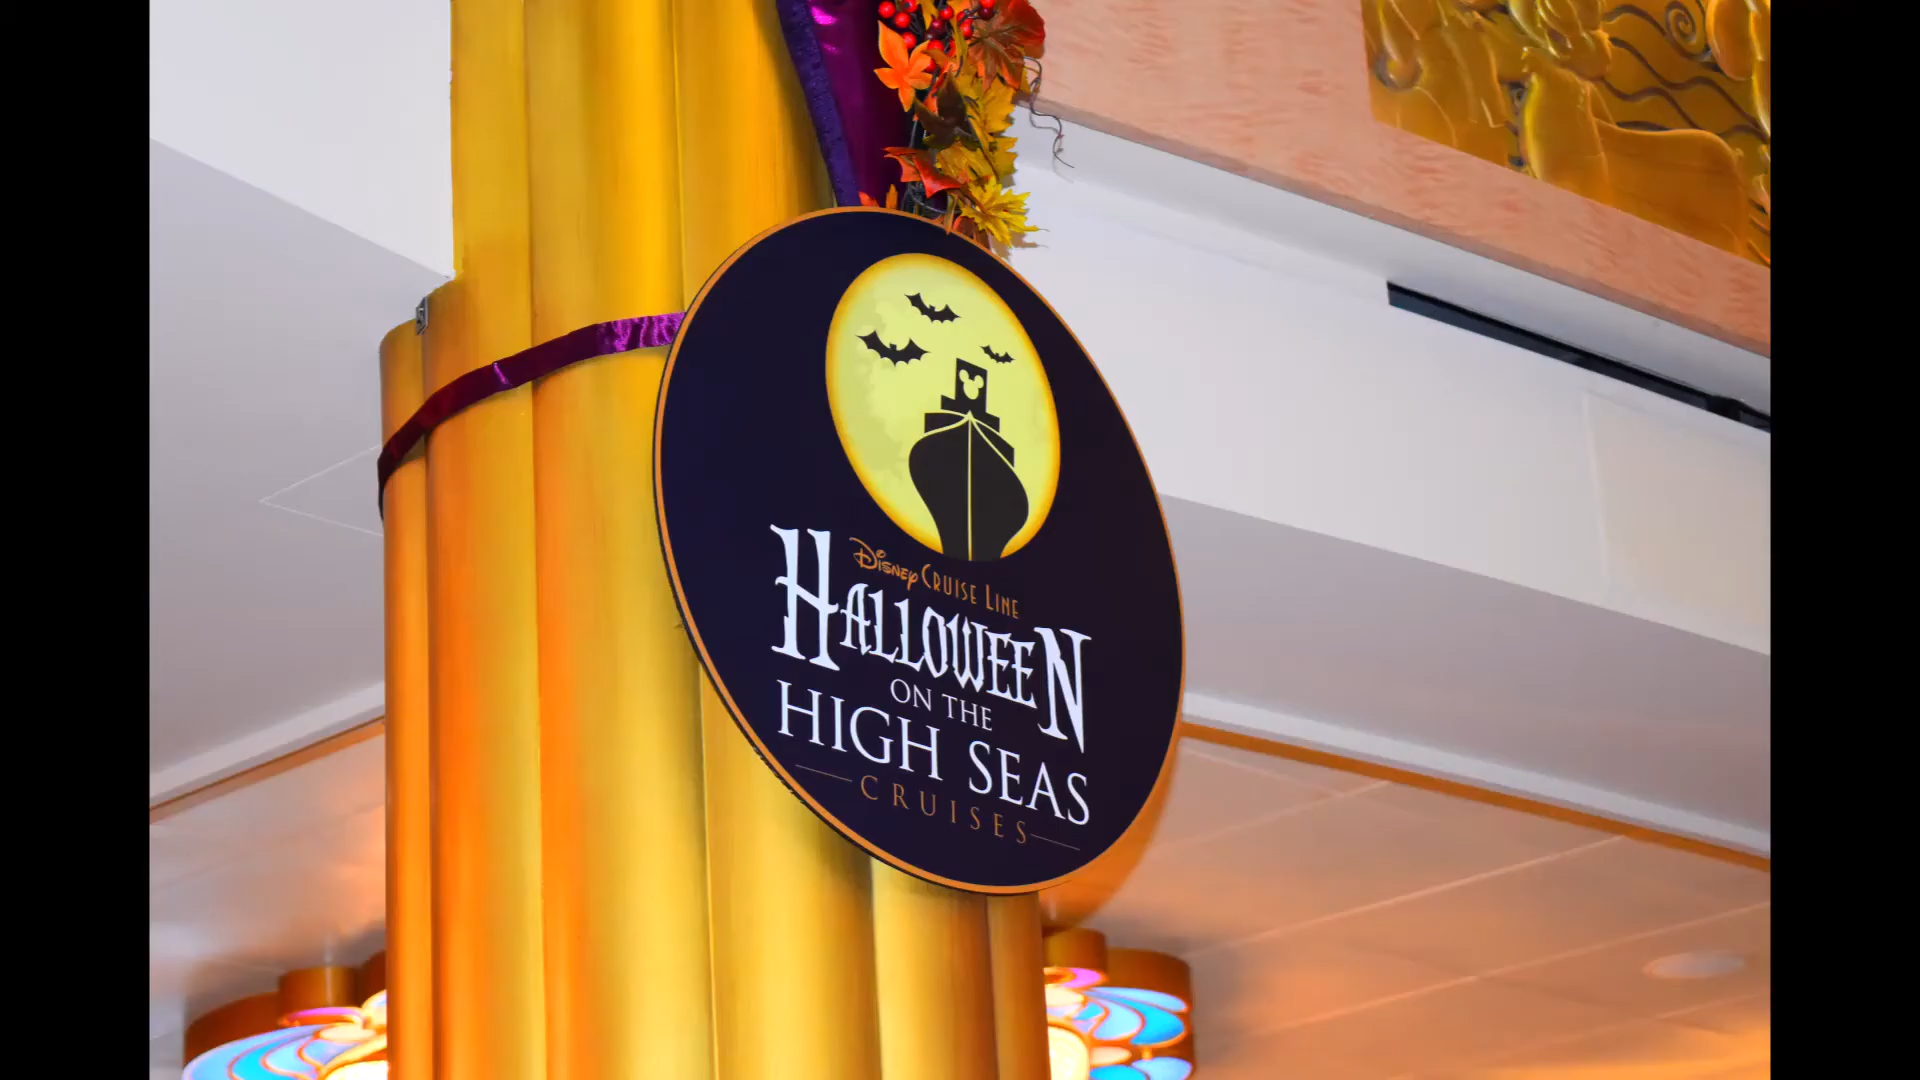 Disney Cruise Line
Halloween
ON THE
HIGH SEAS
CRUISES